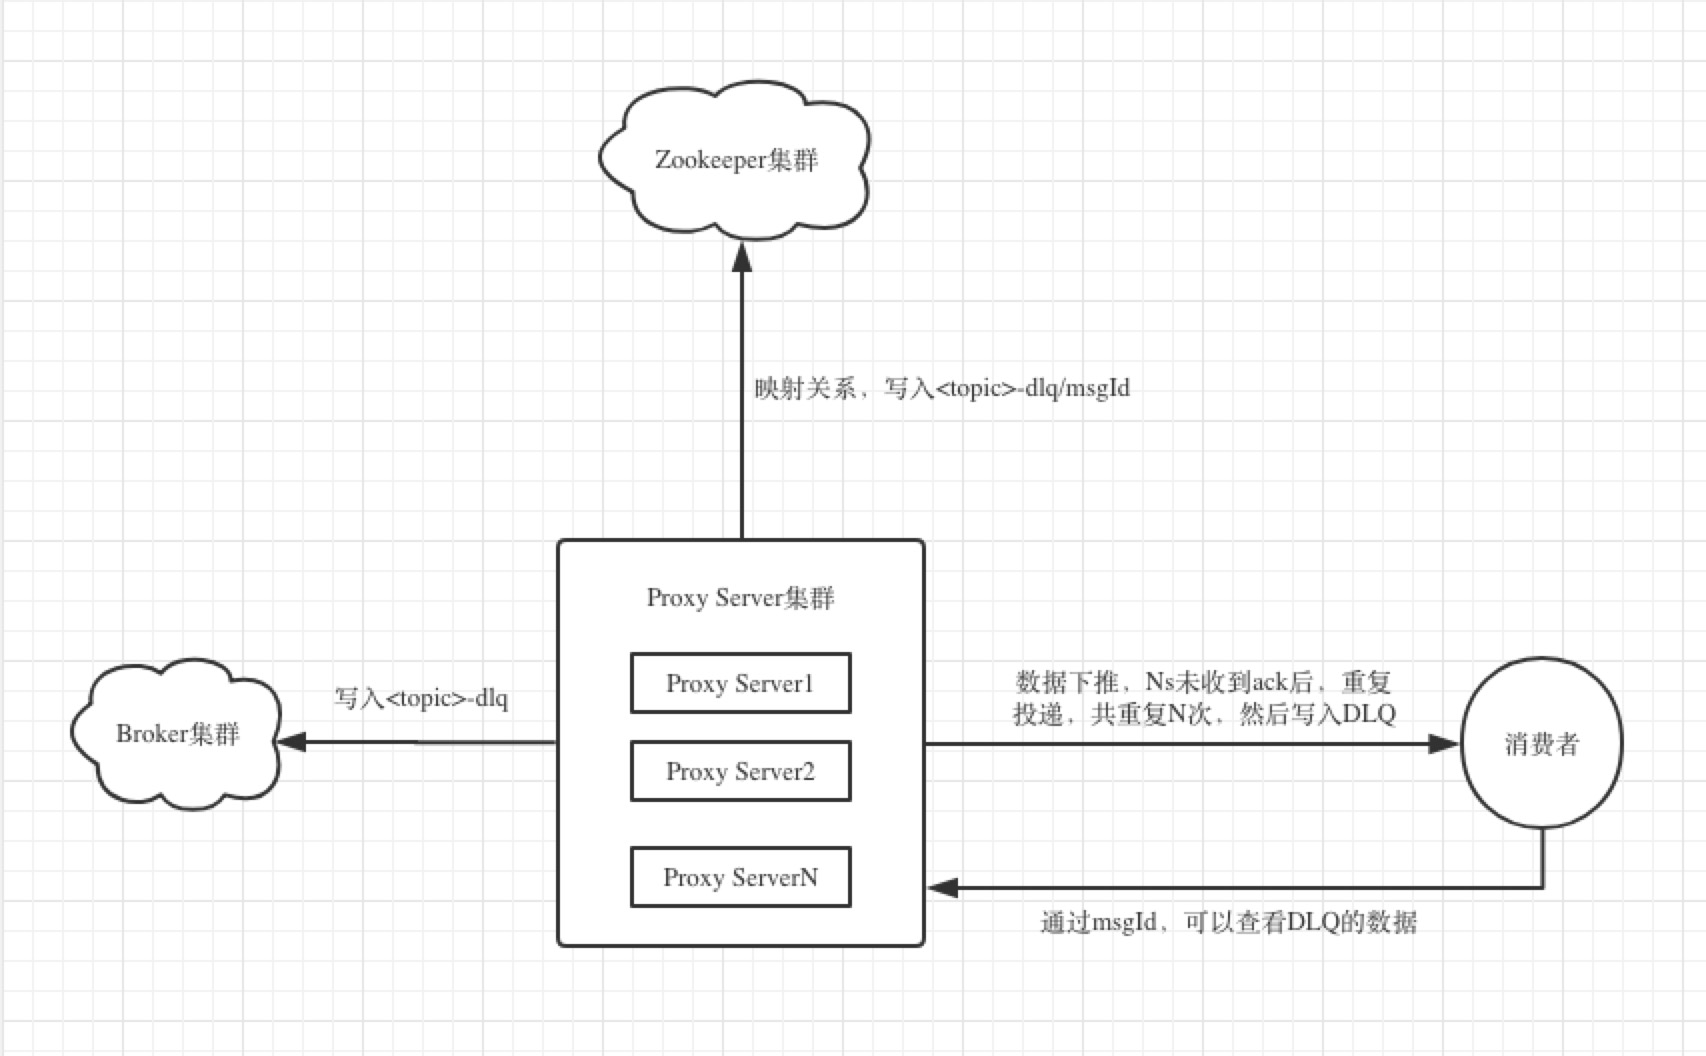 Zookeeper集群
映射关系，写入<topic>-dlq/msgId
Proxy Server集群
Proxy Server1
Proxy Server2
Proxy ServerN
写入<topic>-dlq
Broker集群
数据下推，Ns未收到ack后，重复
投递，共重复N次，然后写入DLQ
消费者
通过msgId，可以查看DLQ的数据